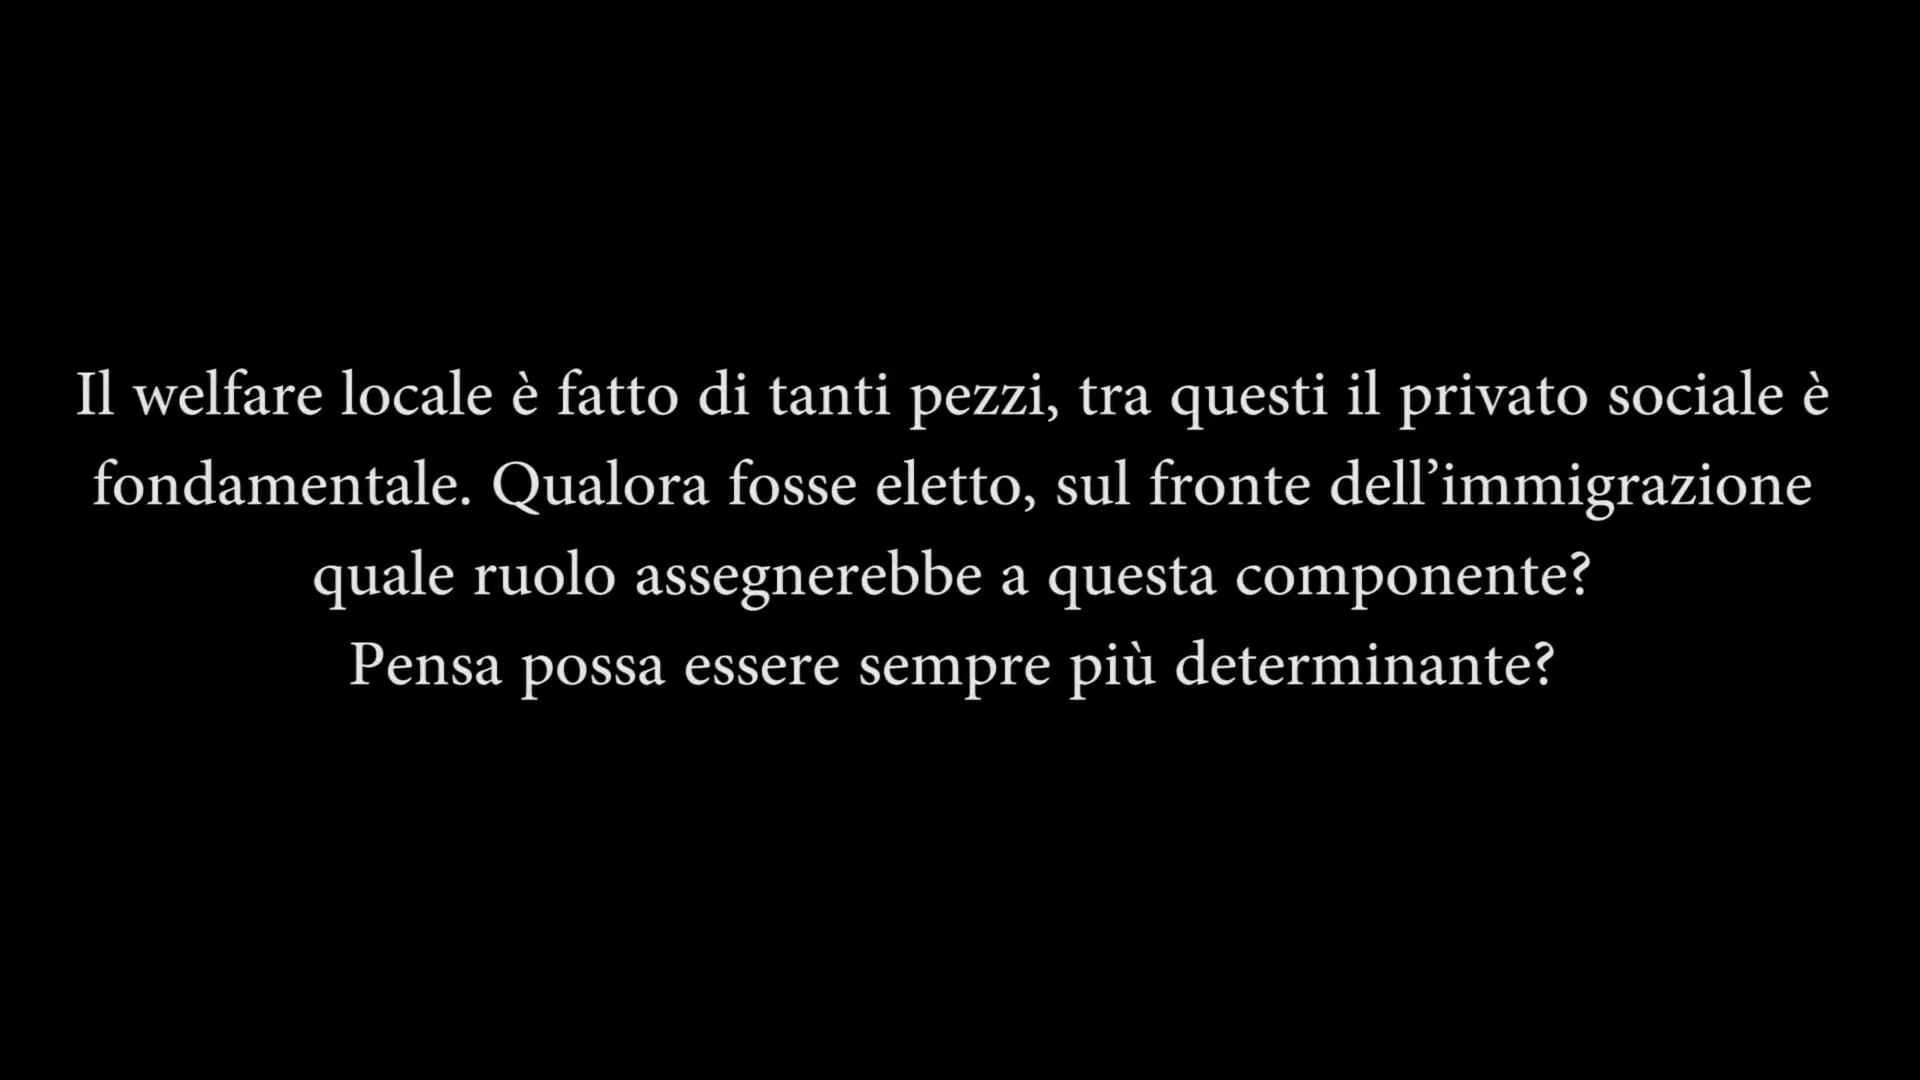 Il welfare locale è fatto di tanti pezzi, tra questi il privato sociale è
fondamentale. Qualora fosse eletto, sul fronte dell’immigrazione
quale ruolo assegnerebbe a questa componente?
Pensa possa essere sempre più determinante?